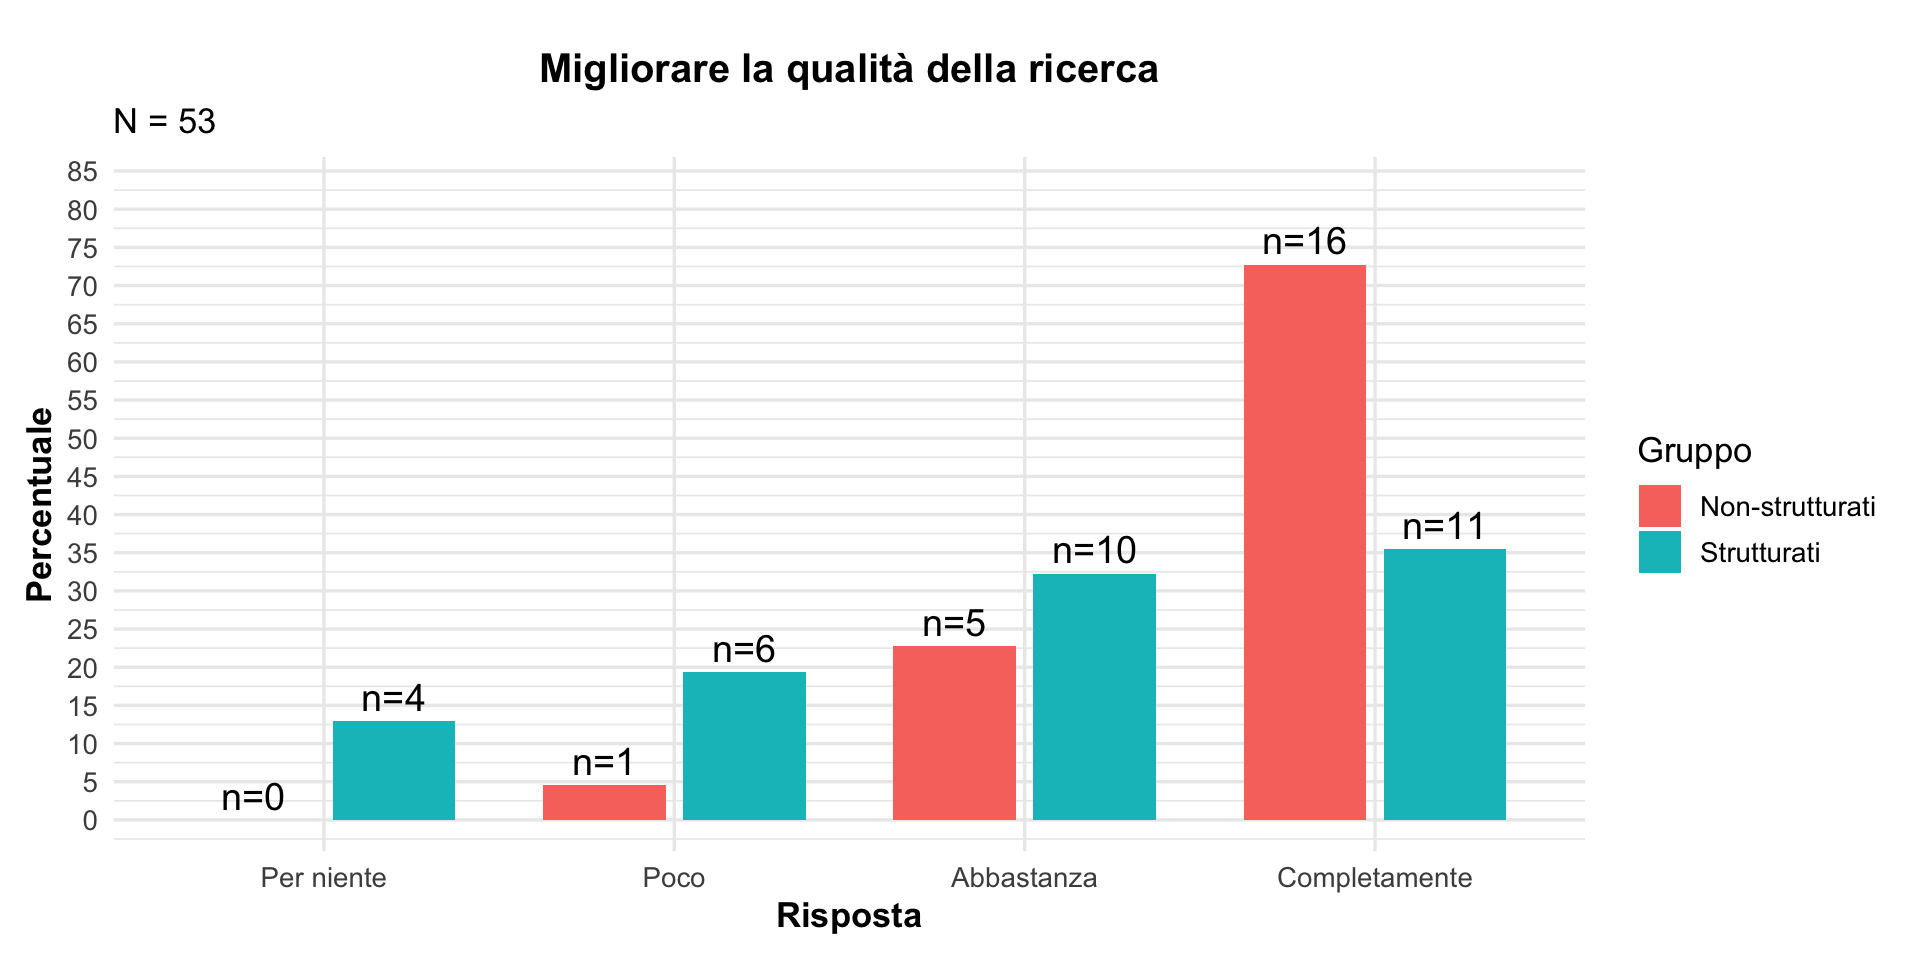 Migliorare la qualità della ricerca
N = 53
85
80
75
70
65
60
55
50
45
40
35
30
25
20
15
10
5
0
Percentuale
n=0
n=4
n=1
n=6
n=5
n=10
n=16
n=11
Per niente
Poco
Abbastanza
Completamente
Risposta
Gruppo
Non-strutturati
Strutturati